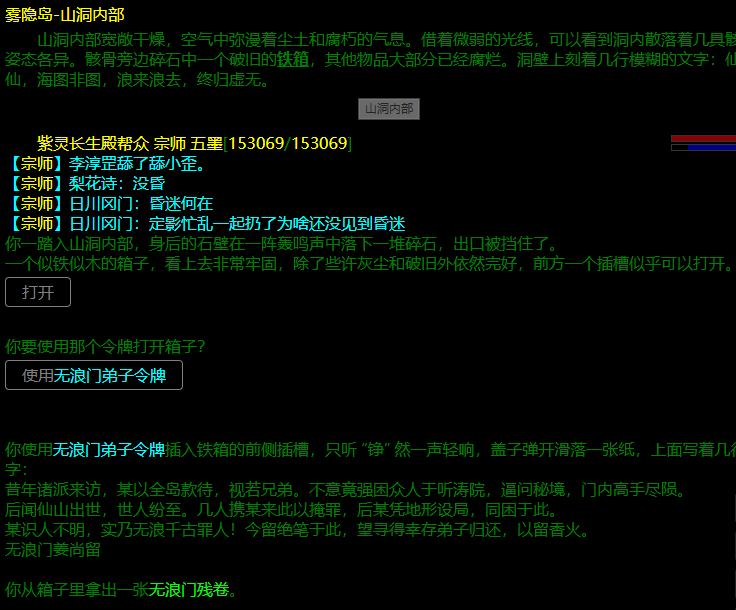 雾隐岛-山洞内部
山洞内部宽敞干燥，空气中弥漫着尘土和腐朽的气息。借着微弱的光线，可以看到洞内散落着几具骸
姿态各异。骸骨旁边碎石中一个破旧的铁箱，其他物品大部分已经腐烂。洞壁上刻着几行模糊的文字：仙
仙，海图非图，浪来浪去，终归虚无。
山洞内部
紫灵长生殿帮众 宗师 五墨[153069/153069]
【宗师】李淳罡舔了舔小歪。
【宗师】梨花诗：没昏
【宗师】日川冈门：昏迷何在
【宗师】日川冈门：定影忙乱一起扔了为啥还没见到昏迷
你一踏入山洞内部，身后的石壁在一阵轰鸣声中落下一堆碎石，出口被挡住了。
一个似铁似木的箱子，看上去非常牢固，除了些许灰尘和破旧外依然完好，前方一个插槽似乎可以打开。
打开
你要使用那个令牌打开箱子？
使用无浪门弟子令牌
你使用无浪门弟子令牌插入铁箱的前侧插槽，只听“铮”然一声轻响，盖子弹开滑落一张纸，上面写着几行
字：
昔年诸派来访，某以全岛款待，视若兄弟。不意竟强困众人于听涛院，逼问秘境，门内高手尽陨。
后闻仙山出世，世人纷至。几人携某来此以掩罪，后某凭地形设局，同困于此。
某识人不明，实乃无浪千古罪人！今留绝笔于此，望寻得幸存弟子归还，以留香火。
无浪门姜尚留
你从箱子里拿出一张无浪门残卷。